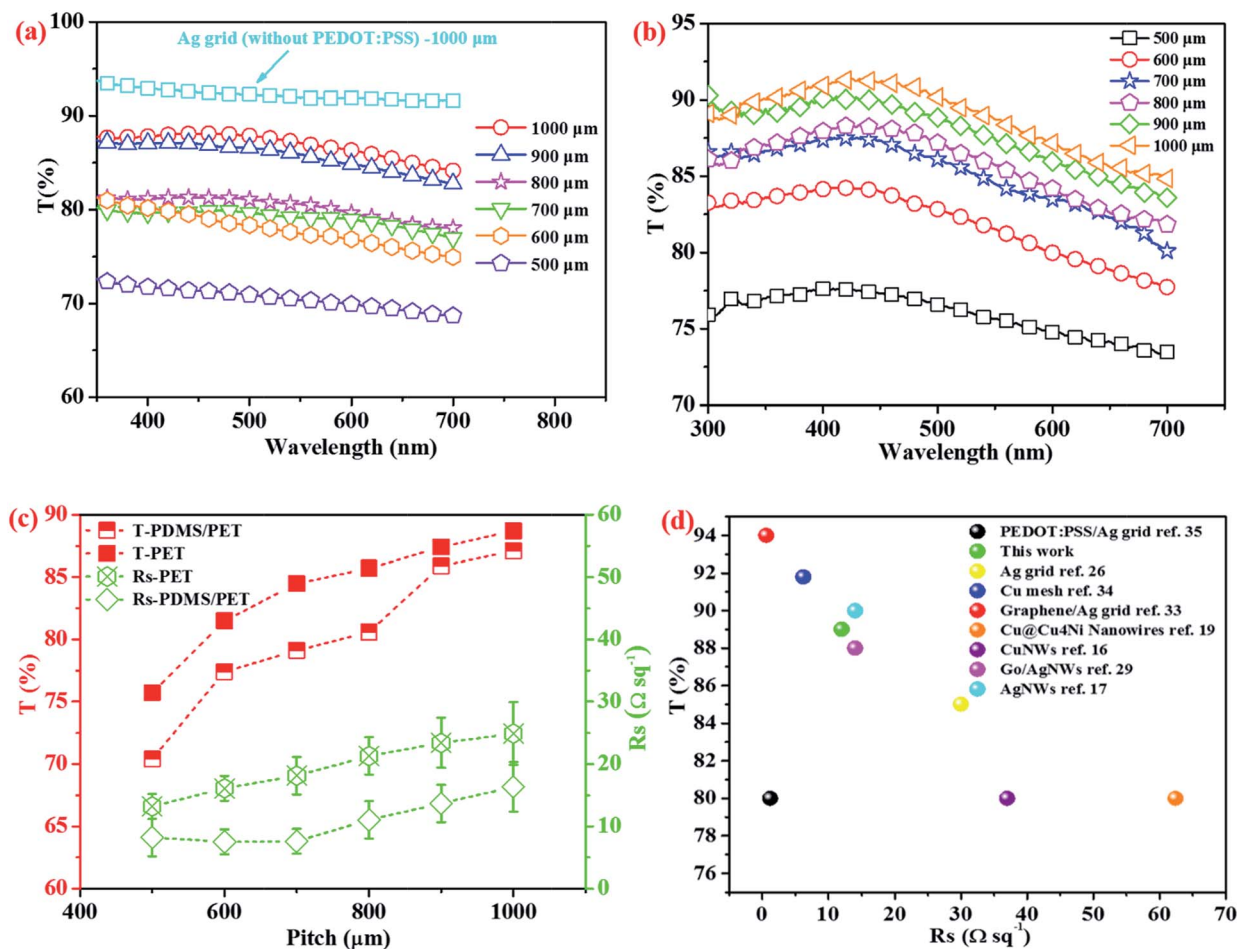 (a)
100
90
80
70
60
T(%)
400
500
600
700
800
Wavelength (nm)
Ag grid (without PEDOT:PSS) -1000 µm
1000 µm
900 µm
800 µm
700 µm
600 µm
500 µm
(b)
95
90
85
80
75
70
T (%)
300
400
500
600
700
Wavelength (nm)
500 µm
600 µm
700 µm
800 µm
900 µm
1000 µm
(c)
90
85
80
75
70
65
60
T (%)
400
600
800
1000
Pitch (µm)
60
50
40
30
20
10
0
Rs (Ω sq⁻¹)
T-PDMS/PET
T-PET
Rs-PET
Rs-PDMS/PET
(d)
94
92
90
88
86
84
82
80
78
76
T (%)
0
10
20
30
40
50
60
70
Rs (Ω sq⁻¹)
PEDOT:PSS/Ag grid ref. 35
This work
Ag grid ref. 26
Cu mesh ref. 34
Graphene/Ag grid ref. 33
Cu@Cu4Ni Nanowires ref. 19
CuNWs ref. 16
Go/AgNWs ref. 29
AgNWs ref. 17